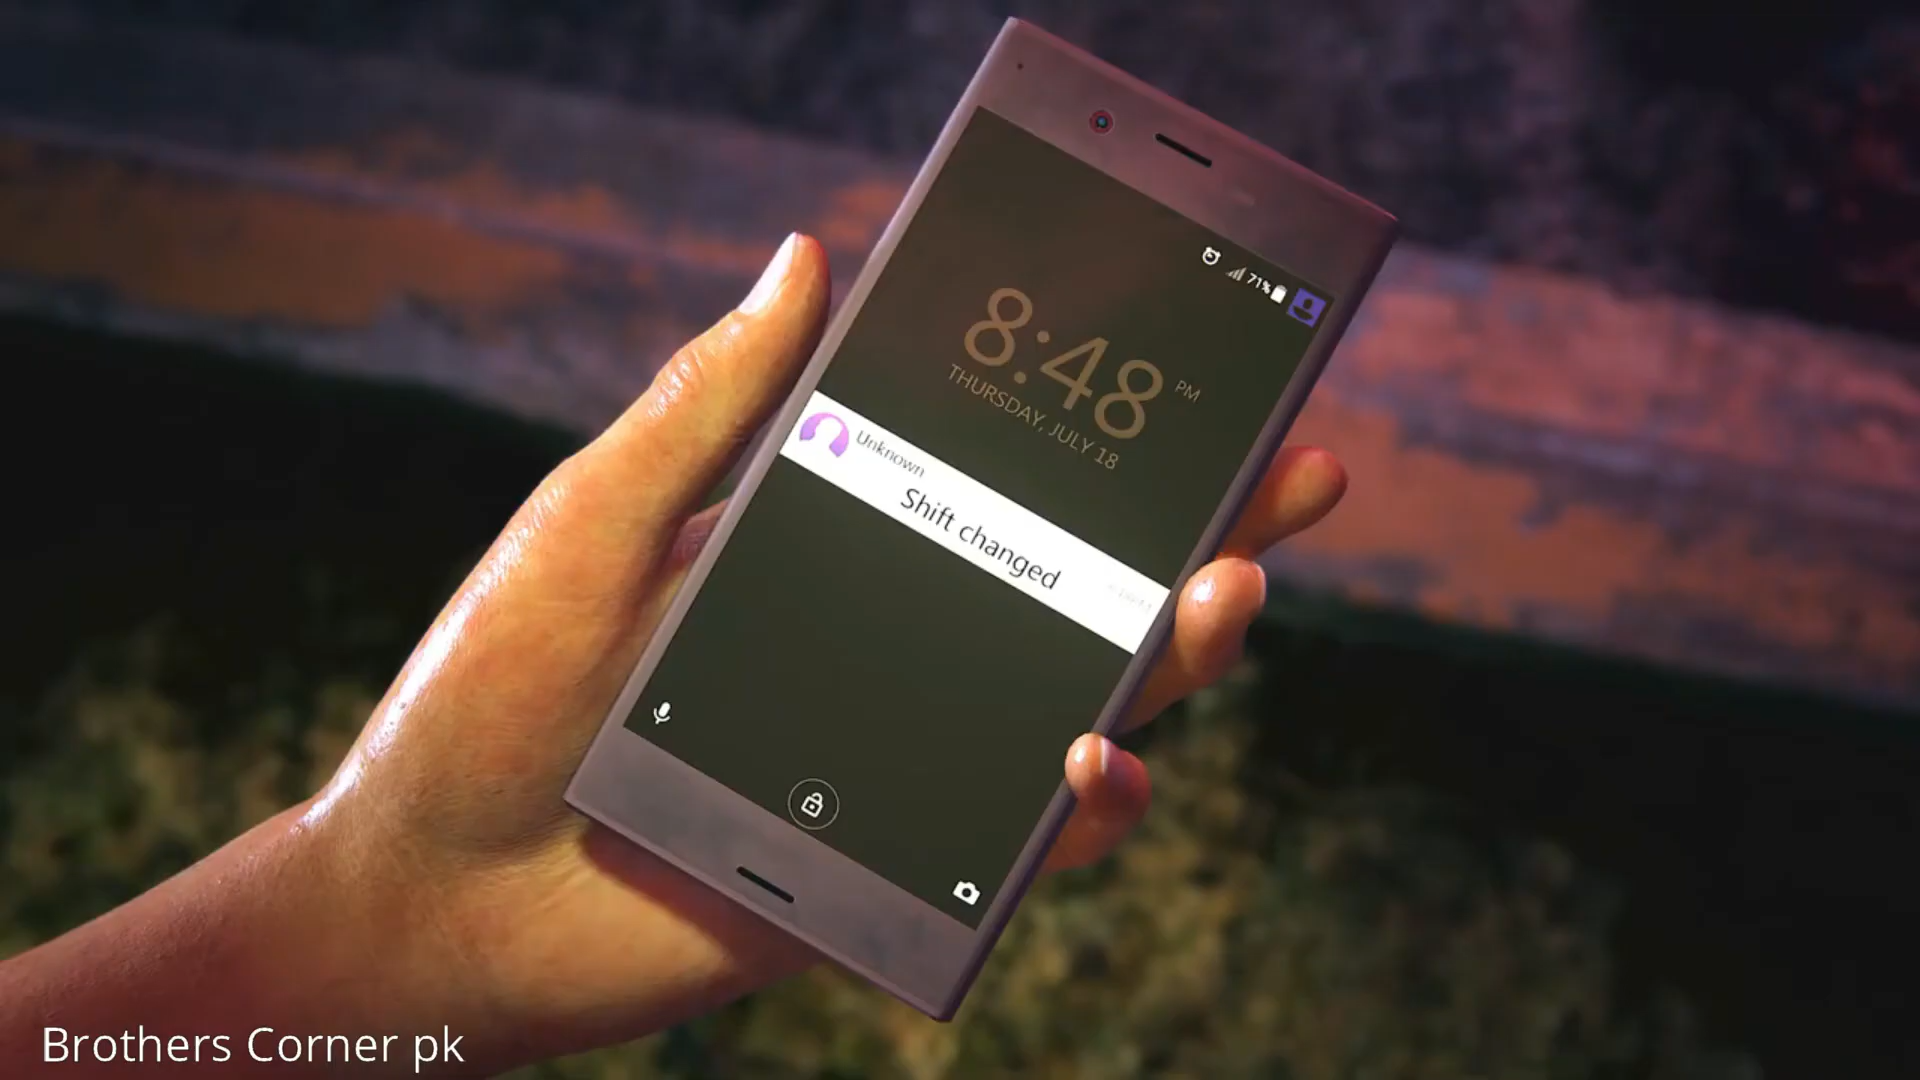 71%
8:48 PM
THURSDAY, JULY 18
Unknown
Shift changed
Brothers Corner pk